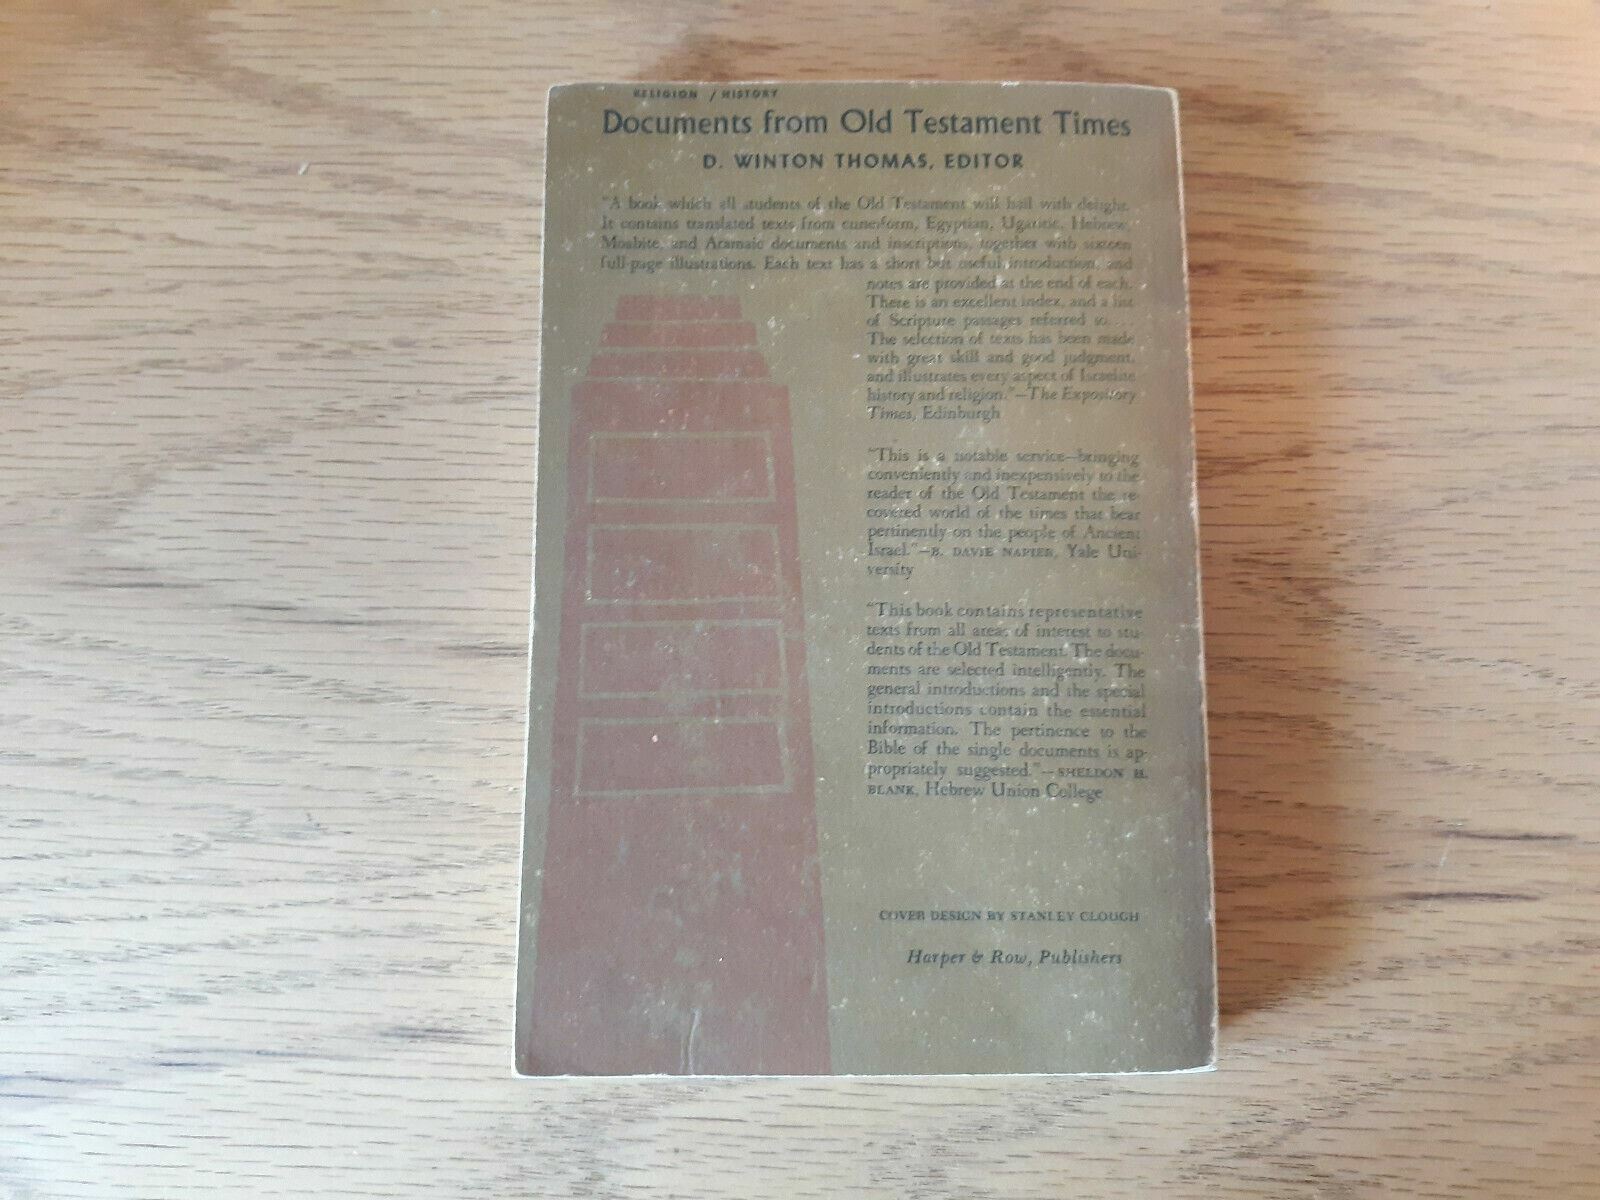 RELIGION / HISTORY
Documents from Old Testament Times
D. WINTON THOMAS, EDITOR
"A book which all students of the Old Testament will hail with delight.
It contains translated texts from cuneiform, Egyptian, Ugaritic, Hebrew,
Moabite, and Aramaic documents and inscriptions, together with sixteen
full-page illustrations. Each text has a short but useful introduction, and
notes are provided at the end of each.
There is an excellent index, and a list
of Scripture passages referred to....
The selection of texts has been made
with great skill and good judgment,
and illustrates every aspect of Israelite
history and religion."—The Expository
Times, Edinburgh
"This is a notable service—bringing
conveniently and inexpensively to the
reader of the Old Testament the re-
covered world of the times that bear
pertinently on the people of Ancient
Israel."—B. DAVIE NAPIER, Yale Uni-
versity
"This book contains representative
texts from all areas of interest to stu-
dents of the Old Testament. The docu-
ments are selected intelligently. The
general introductions and the special
introductions contain the essential
information. The pertinence to the
Bible of the single documents is ap-
propriately suggested."—SHELDON H.
BLANK, Hebrew Union College
COVER DESIGN BY STANLEY CLOUGH
Harper & Row, Publishers